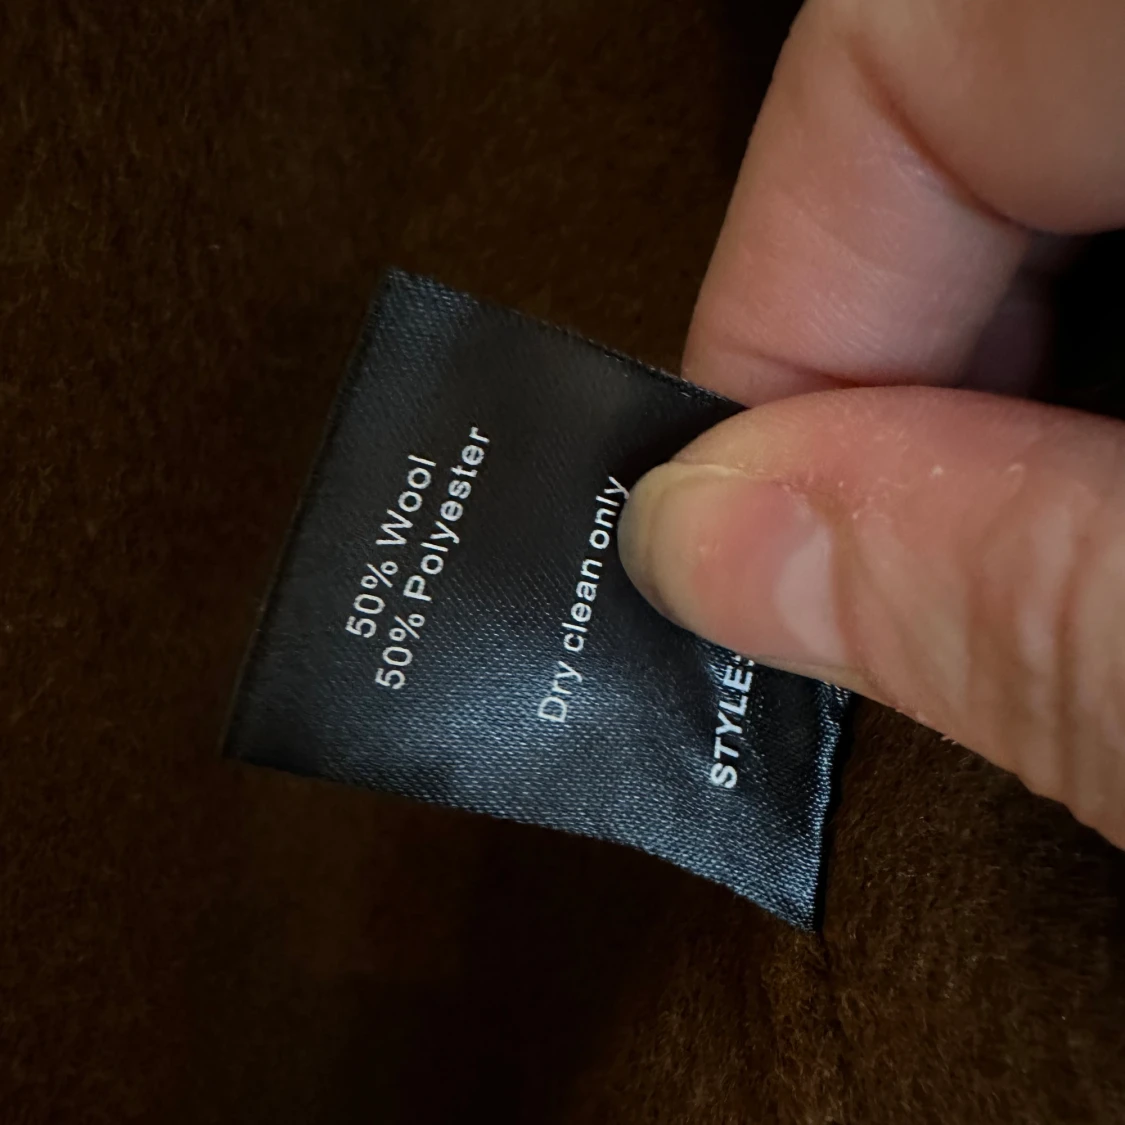 50% Wool
50% Polyester
Dry clean only
STYLE: